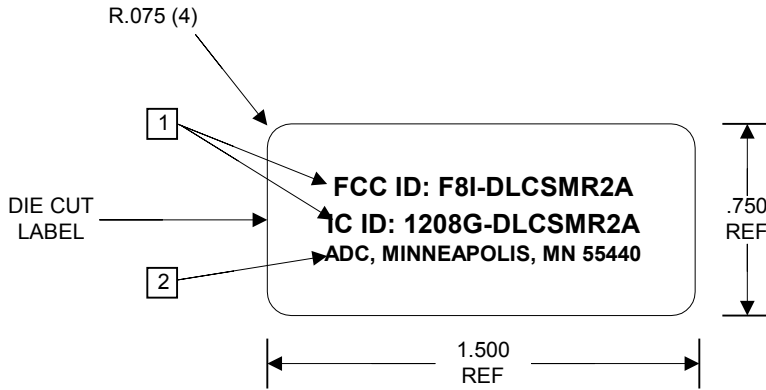 R.075 (4)
1
FCC ID: F8I-DLCSMR2A
DIE CUT
LABEL
IC ID: 1208G-DLCSMR2A
.750
REF
ADC, MINNEAPOLIS, MN 55440
2
1.500
REF